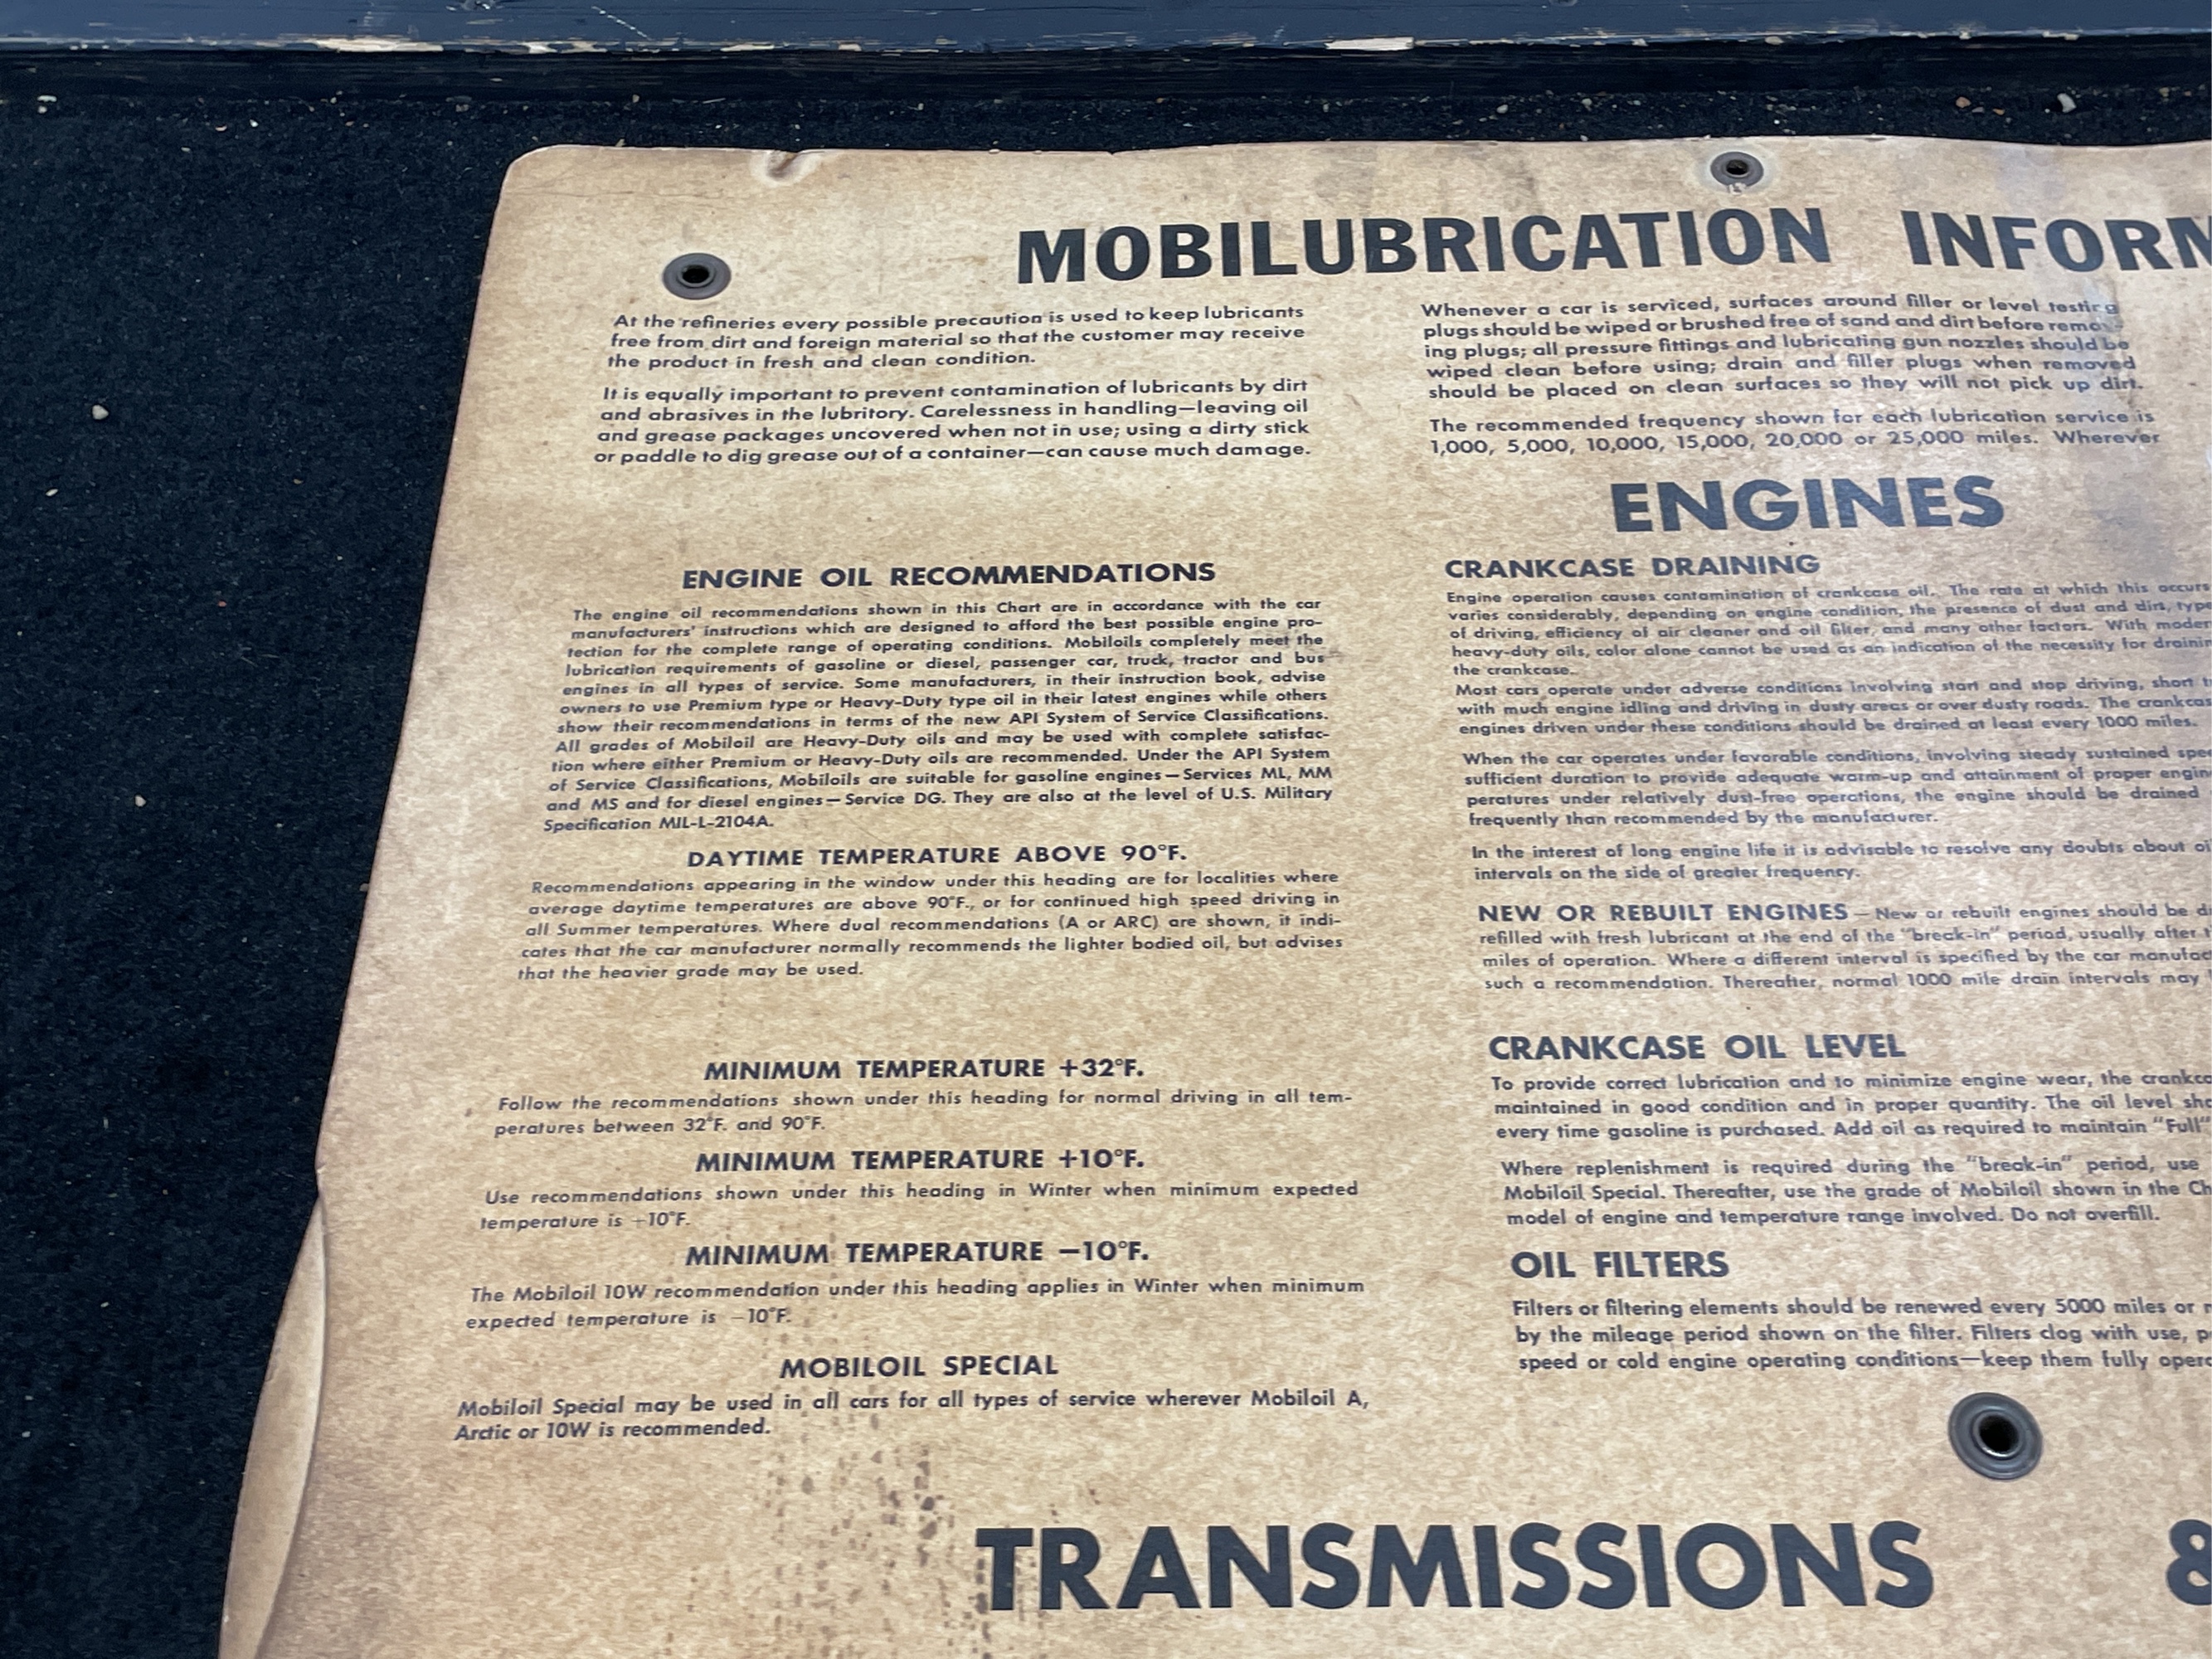 MOBILUBRICATION INFORM
At the refineries every possible precaution is used to keep lubricants
free from dirt and foreign material so that the customer may receive
the product in fresh and clean condition.
It is equally important to prevent contamination of lubricants by dirt
and abrasives in the lubritory. Carelessness in handling—leaving oil
and grease packages uncovered when not in use; using a dirty stick
or paddle to dig grease out of a container—can cause much damage.
Whenever a car is serviced, surfaces around filler or level testing
plugs should be wiped or brushed free of sand and dirt before remov-
ing plugs; all pressure fittings and lubricating gun nozzles should be
wiped clean before using; drain and filler plugs when removed
should be placed on clean surfaces so they will not pick up dirt.
The recommended frequency shown for each lubrication service is
1,000, 5,000, 10,000, 15,000, 20,000 or 25,000 miles. Wherever
ENGINES
ENGINE OIL RECOMMENDATIONS
The engine oil recommendations shown in this Chart are in accordance with the car
manufacturers' instructions which are designed to afford the best possible engine pro-
tection for the complete range of operating conditions. Mobiloils completely meet the
lubrication requirements of gasoline or diesel, passenger car, truck, tractor and bus
engines in all types of service. Some manufacturers, in their instruction book, advise
owners to use Premium type or Heavy-Duty type oil in their latest engines while others
show their recommendations in terms of the new API System of Service Classifications.
All grades of Mobiloil are Heavy-Duty oils and may be used with complete satisfac-
tion where either Premium or Heavy-Duty oils are recommended. Under the API System
of Service Classifications, Mobiloils are suitable for gasoline engines—Services ML, MM
and MS and for diesel engines—Service DG. They are also at the level of U.S. Military
Specification MIL-L-2104A.
DAYTIME TEMPERATURE ABOVE 90°F.
Recommendations appearing in the window under this heading are for localities where
average daytime temperatures are above 90°F., or for continued high speed driving in
all Summer temperatures. Where dual recommendations (A or ARC) are shown, it indi-
cates that the car manufacturer normally recommends the lighter bodied oil, but advises
that the heavier grade may be used.
MINIMUM TEMPERATURE +32°F.
Follow the recommendations shown under this heading for normal driving in all tem-
peratures between 32°F. and 90°F.
MINIMUM TEMPERATURE +10°F.
Use recommendations shown under this heading in Winter when minimum expected
temperature is +10°F.
MINIMUM TEMPERATURE —10°F.
The Mobiloil 10W recommendation under this heading applies in Winter when minimum
expected temperature is —10°F.
MOBILOIL SPECIAL
Mobiloil Special may be used in all cars for all types of service wherever Mobiloil A,
Arctic or 10W is recommended.
CRANKCASE DRAINING
Engine operation causes contamination of crankcase oil. The rate at which this occurs
varies considerably, depending on engine condition, the presence of dust and dirt, type
of driving, efficiency of air cleaner and oil filter, and many other factors. With moder
heavy-duty oils, color alone cannot be used as an indication of the necessity for drainin
the crankcase.
Most cars operate under adverse conditions involving start and stop driving, short
with much engine idling and driving in dusty areas or over dusty roads. The crankcas
engines driven under these conditions should be drained at least every 1000 miles.
When the car operates under favorable conditions, involving steady sustained spe
sufficient duration to provide adequate warm-up and attainment of proper engin
peratures under relatively dust-free operations, the engine should be drained
frequently than recommended by the manufacturer.
In the interest of long engine life it is advisable to resolve any doubts about oi
intervals on the side of greater frequency.
NEW OR REBUILT ENGINES—New or rebuilt engines should be d
refilled with fresh lubricant at the end of the "break-in" period, usually after
miles of operation. Where a different interval is specified by the car manufac
such a recommendation. Thereafter, normal 1000 mile drain intervals may
CRANKCASE OIL LEVEL
To provide correct lubrication and to minimize engine wear, the crankca
maintained in good condition and in proper quantity. The oil level sho
every time gasoline is purchased. Add oil as required to maintain "Full"
Where replenishment is required during the "break-in" period, use
Mobiloil Special. Thereafter, use the grade of Mobiloil shown in the Ch
model of engine and temperature range involved. Do not overfill.
OIL FILTERS
Filters or filtering elements should be renewed every 5000 miles or
by the mileage period shown on the filter. Filters clog with use,
speed or cold engine operating conditions—keep them fully opera
TRANSMISSIONS &